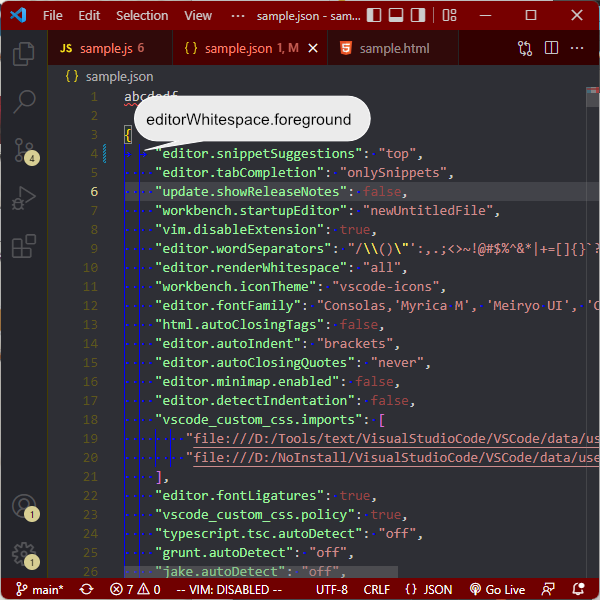 File Edit Selection View ··· sample.json - sam...
JS sample.js 6 {} sample.json 1, M sample.html
{} sample.json
1 abcdedf
2
editorWhitespace.foreground
3 {
4 "editor.snippetSuggestions": "top",
5 "editor.tabCompletion": "onlySnippets",
6 "update.showReleaseNotes": false,
7 "workbench.startupEditor": "newUntitledFile",
8 "vim.disableExtension": true,
9 "editor.wordSeparators": "/\\()\"':,.;<>~!@#$%^&*|+=[]{}`?
10 "editor.renderWhitespace": "all",
11 "workbench.iconTheme": "vscode-icons",
12 "editor.fontFamily": "Consolas,'Myrica M', 'Meiryo UI', 'C
13 "html.autoClosingTags": false,
14 "editor.autoIndent": "brackets",
15 "editor.autoClosingQuotes": "never",
16 "editor.minimap.enabled": false,
17 "editor.detectIndentation": false,
18 "vscode_custom_css.imports": [
19 "file:///D:/Tools/text/VisualStudioCode/VSCode/data/us
20 "file:///D:/NoInstall/VisualStudioCode/VSCode/data/use
21 ],
22 "editor.fontLigatures": true,
23 "vscode_custom_css.policy": true,
24 "typescript.tsc.autoDetect": "off",
25 "grunt.autoDetect": "off",
26 "jake.autoDetect": "off",
4
1
1
main* 7 0 -- VIM: DISABLED -- UTF-8 CRLF {} JSON Go Live